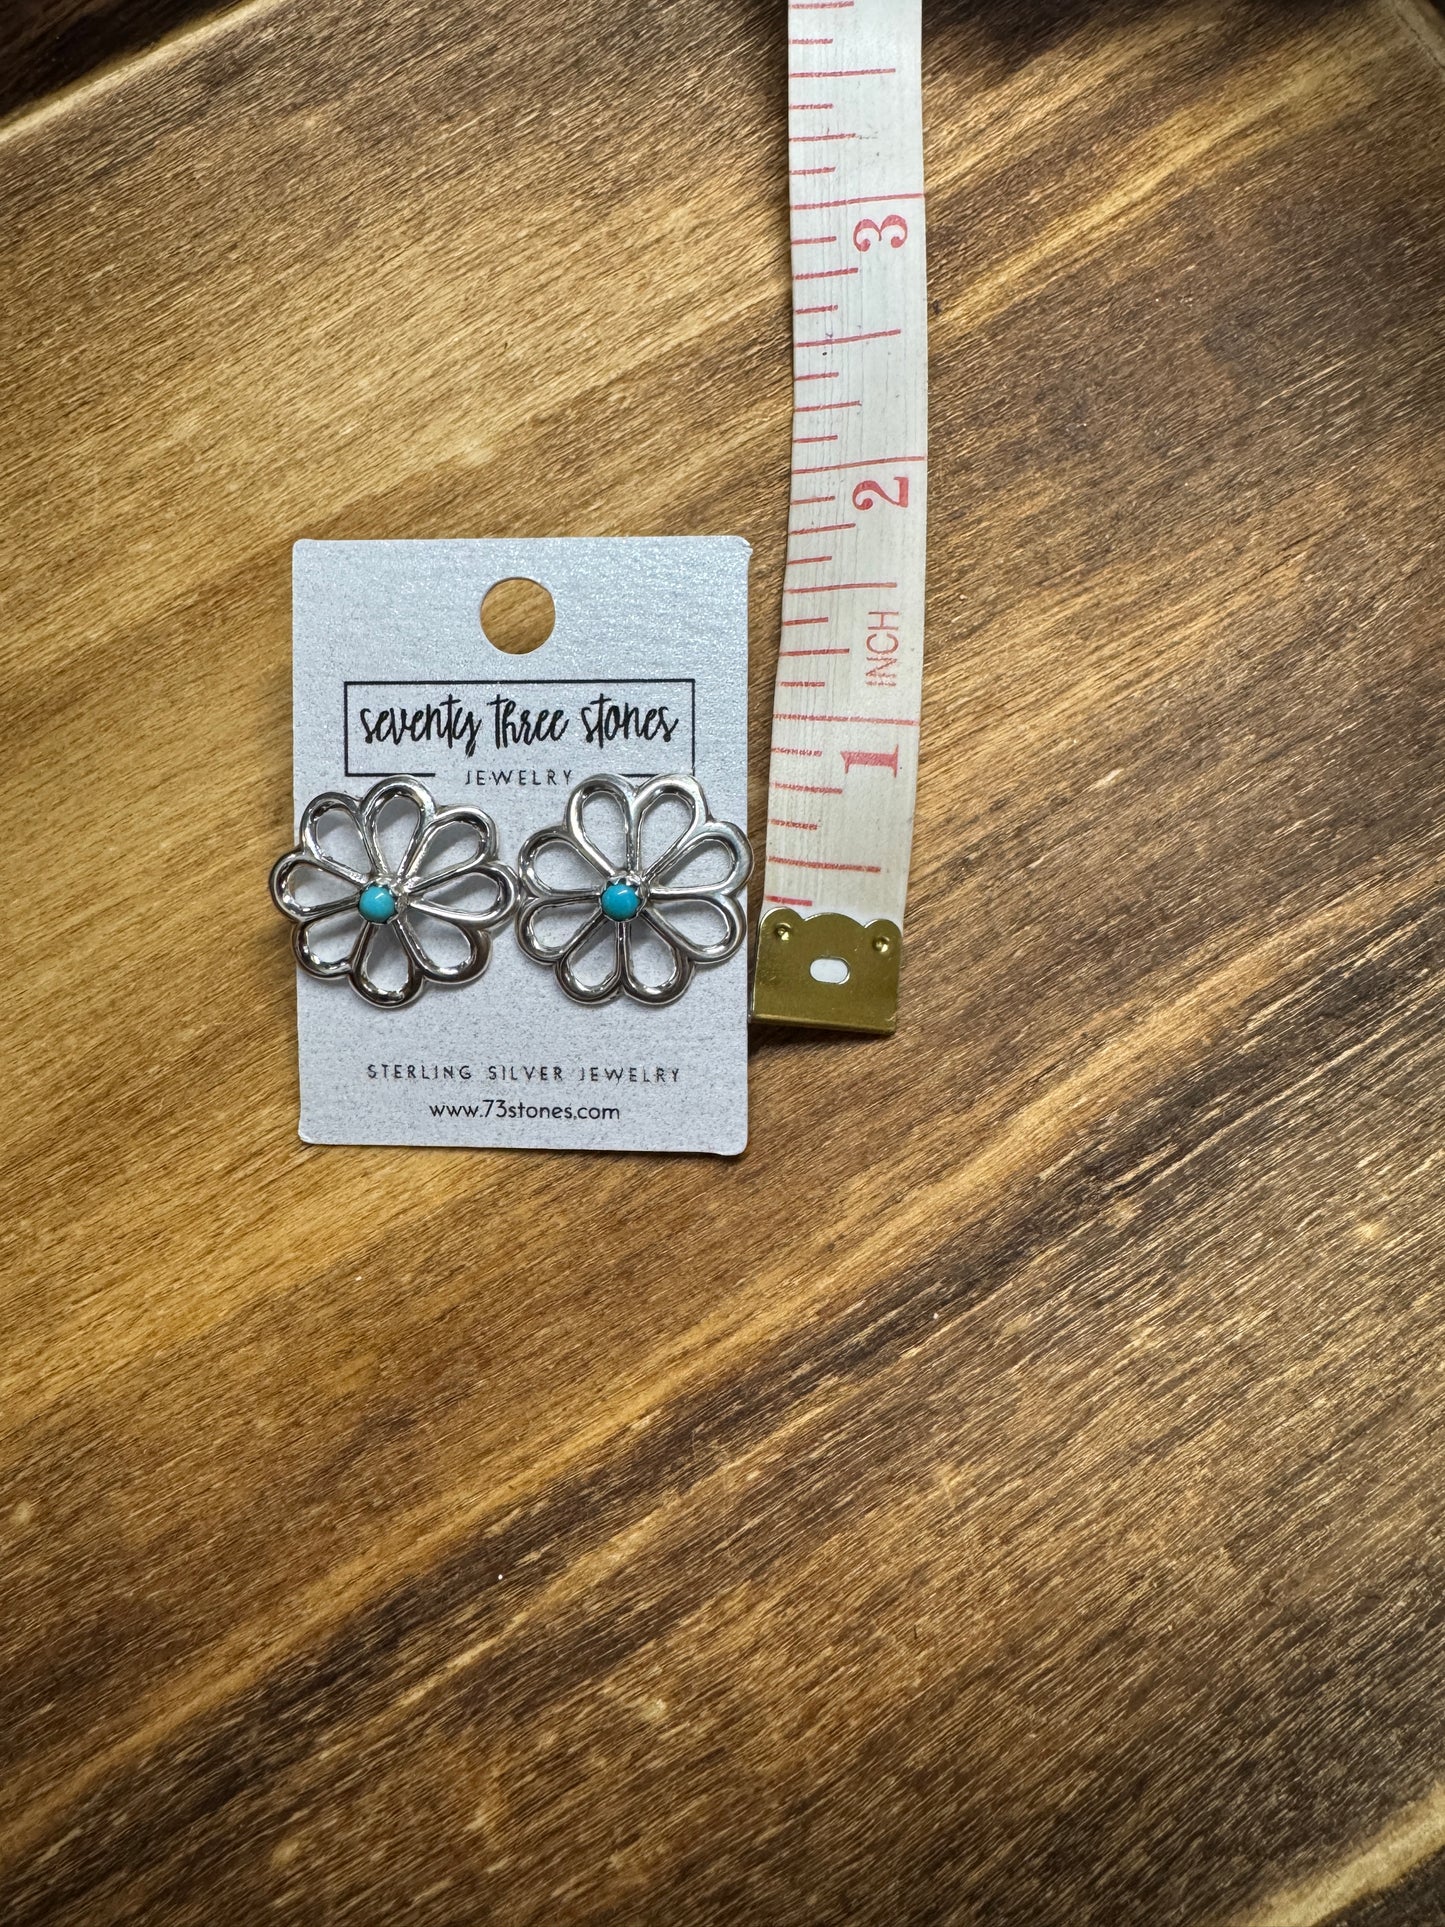 seventy three stones
JEWELRY
STERLING SILVER JEWELRY
www.73stones.com
3
2
INCH
1